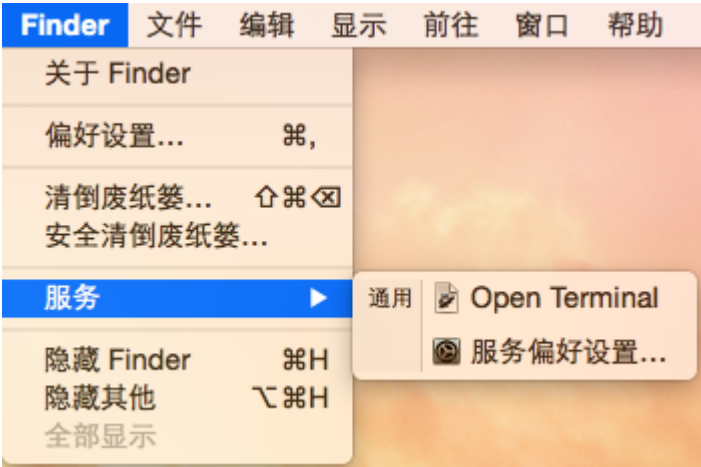 Finder 文件 编辑 显示 前往 窗口 帮助
关于 Finder
偏好设置... ⌘,
清倒废纸篓... ⇧⌘⌫
安全清倒废纸篓...
服务 ▶
通用 Open Terminal
服务偏好设置...
隐藏 Finder ⌘H
隐藏其他 ⌥⌘H
全部显示